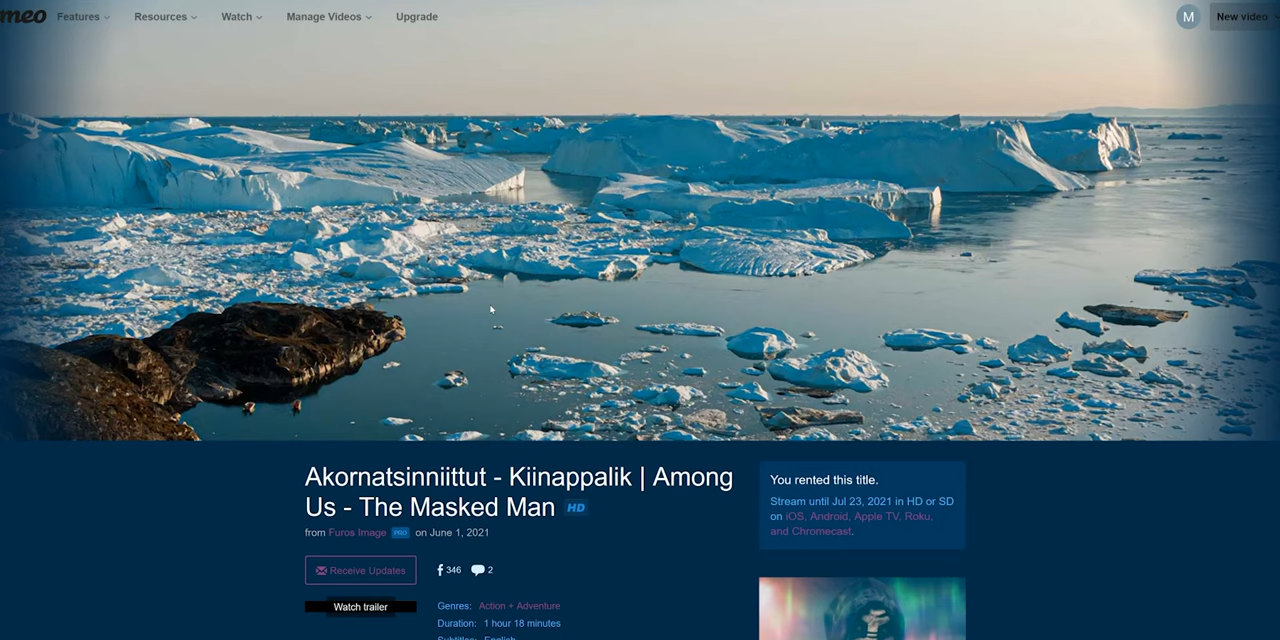 meo
Features
Resources
Watch
Manage Videos
Upgrade
M
New video
Akornatsinniittut - Kiinappalik | Among
Us - The Masked Man HD
from Furos Image PRO on June 1, 2021
Receive Updates
346
2
Watch trailer
Genres: Action + Adventure
Duration: 1 hour 18 minutes
Subtitles: English
You rented this title.
Stream until Jul 23, 2021 in HD or SD
on iOS, Android, Apple TV, Roku,
and Chromecast.